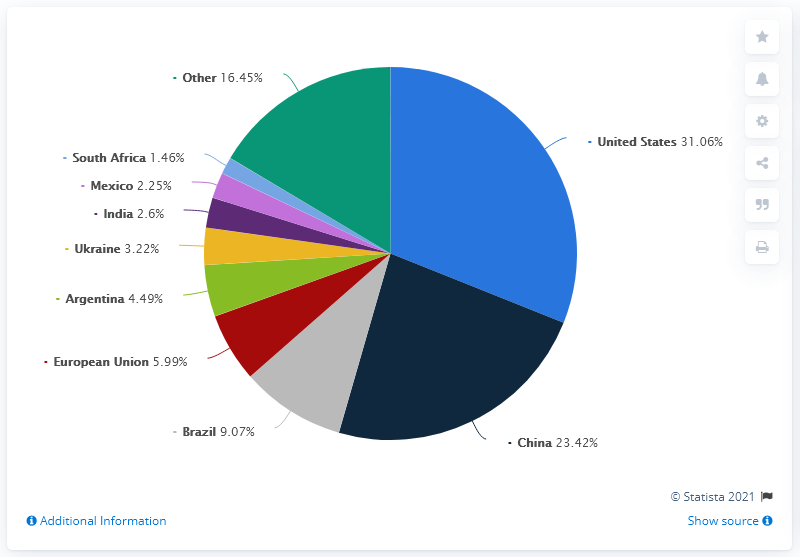 Other 16.45%
United States 31.06%
South Africa 1.46%
Mexico 2.25%
India 2.6%
Ukraine 3.22%
Argentina 4.49%
European Union 5.99%
Brazil 9.07%
China 23.42%
© Statista 2021
Additional Information
Show source